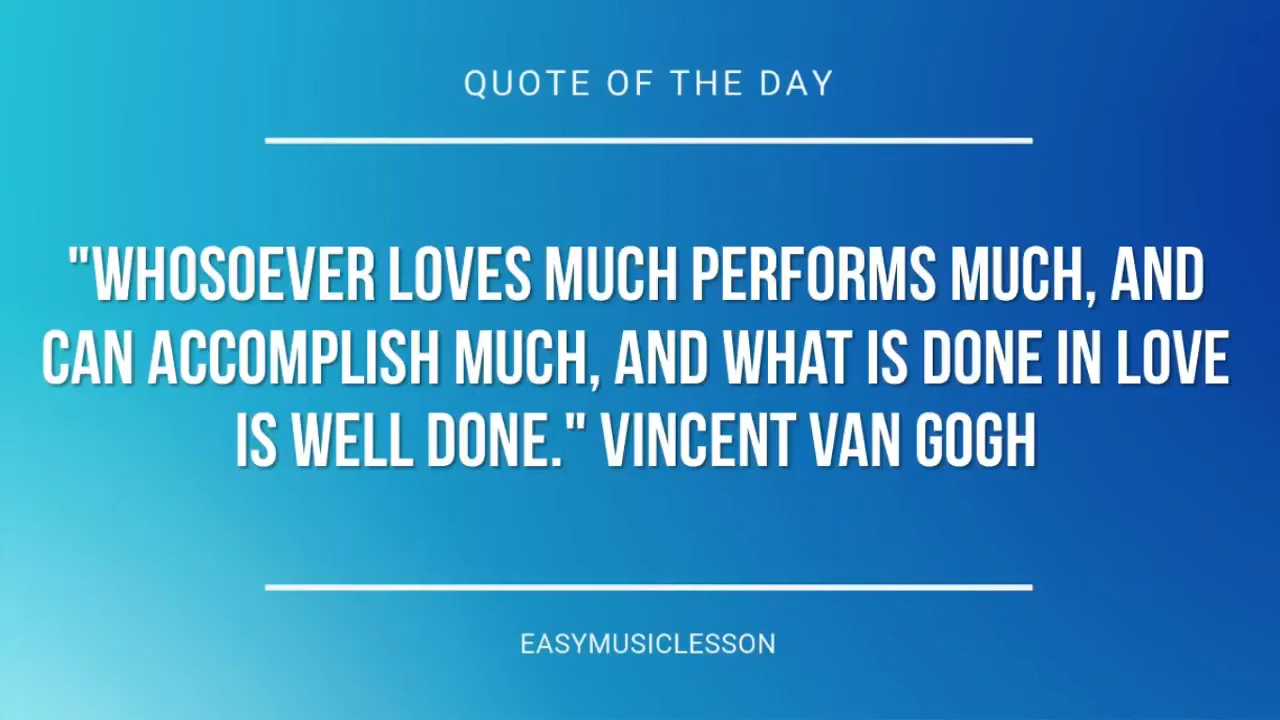 QUOTE OF THE DAY
"WHOSOEVER LOVES MUCH PERFORMS MUCH, AND
CAN ACCOMPLISH MUCH, AND WHAT IS DONE IN LOVE
IS WELL DONE." VINCENT VAN GOGH
EASYMUSICLESSON